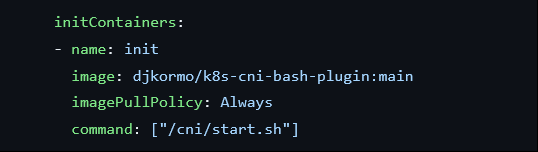 initContainers:
- name: init
  image: djkormo/k8s-cni-bash-plugin:main
  imagePullPolicy: Always
  command: ["/cni/start.sh"]